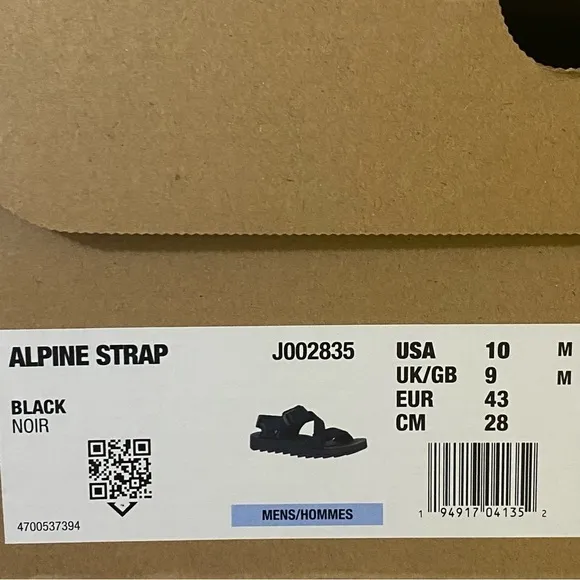 ALPINE STRAP J002835
USA 10 M
UK/GB 9 M
EUR 43
CM 28
BLACK
NOIR
4700537394
MENS/HOMMES
1 94917 04135 2